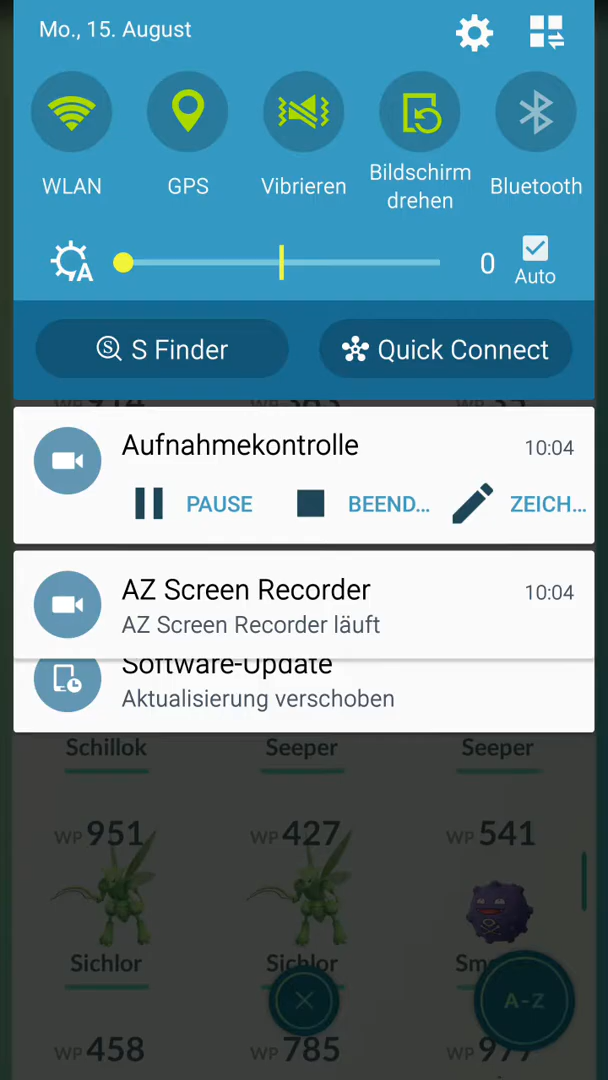 Mo., 15. August
WLAN
GPS
Vibrieren
Bildschirm drehen
Bluetooth
A
0
Auto
S Finder
Quick Connect
Aufnahmekontrolle
10:04
PAUSE
BEEND...
ZEICH...
AZ Screen Recorder
10:04
AZ Screen Recorder läuft
Software-Update
Aktualisierung verschoben
Schillok
Seeper
Seeper
WP 951
WP 427
WP 541
Sichlor
Sichlor
A-Z
WP 458
WP 785